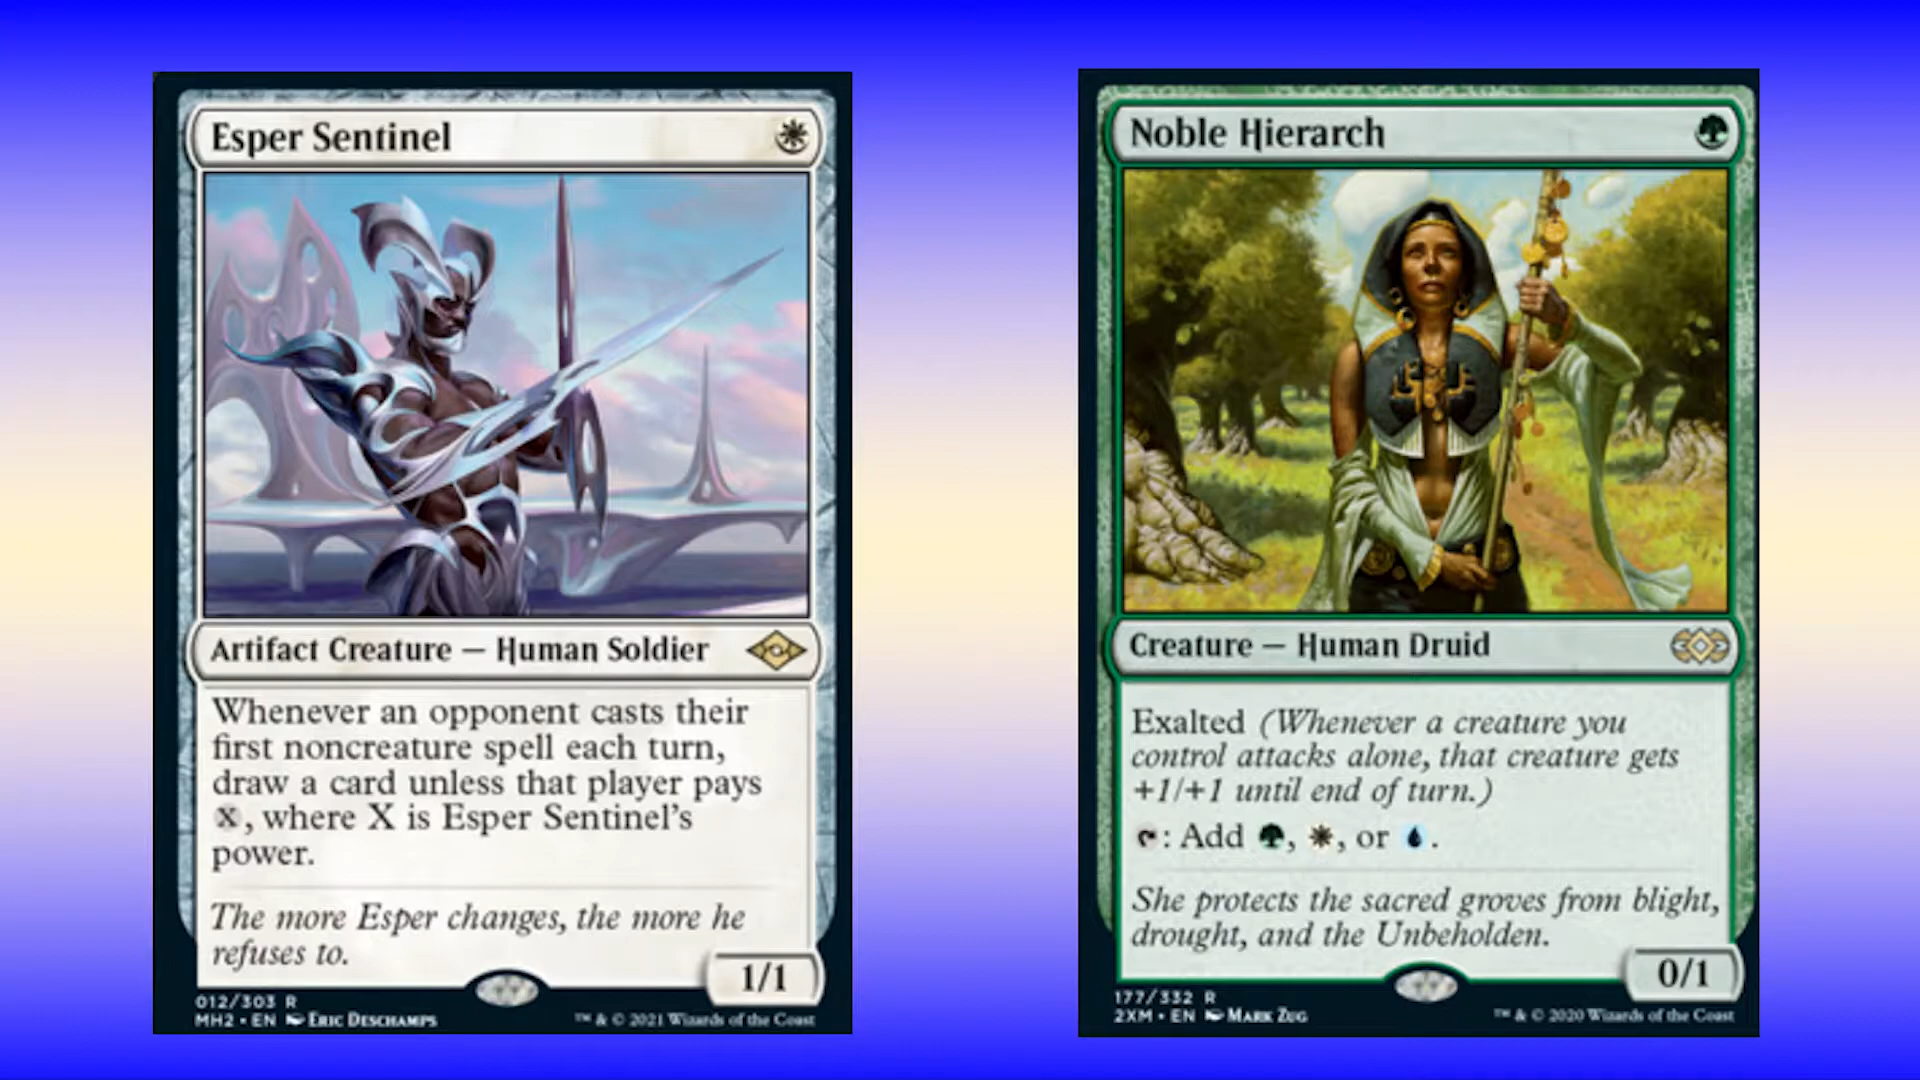 Esper Sentinel
Artifact Creature — Human Soldier
Whenever an opponent casts their
first noncreature spell each turn,
draw a card unless that player pays
X, where X is Esper Sentinel's
power.
The more Esper changes, the more he
refuses to.
1/1
012/303 R
MH2 • EN Eric Deschamps
™ & © 2021 Wizards of the Coast
Noble Hierarch
Creature — Human Druid
Exalted (Whenever a creature you
control attacks alone, that creature gets
+1/+1 until end of turn.)
: Add , , or .
She protects the sacred groves from blight,
drought, and the Unbeholden.
0/1
177/332 R
2XM • EN Mark Zug
™ & © 2020 Wizards of the Coast